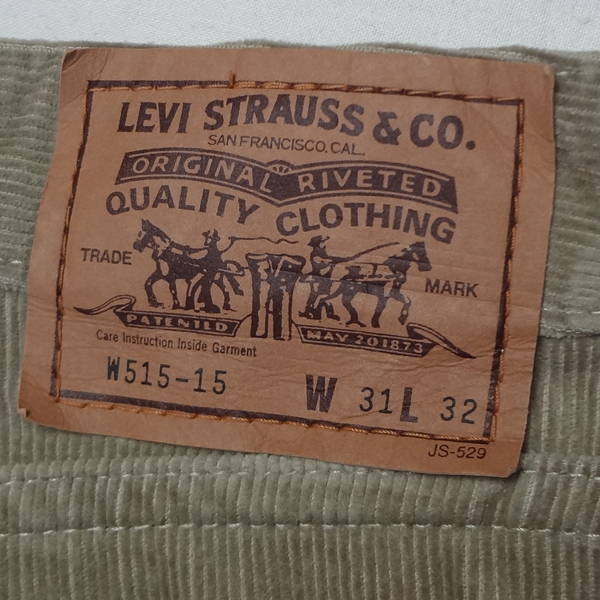 LEVI STRAUSS & CO.
SAN FRANCISCO, CAL.
ORIGINAL RIVETED
QUALITY CLOTHING
TRADE MARK
PATENTED MAY 20 1873
Care Instruction Inside Garment
W515-15 W 31 L 32
JS-529